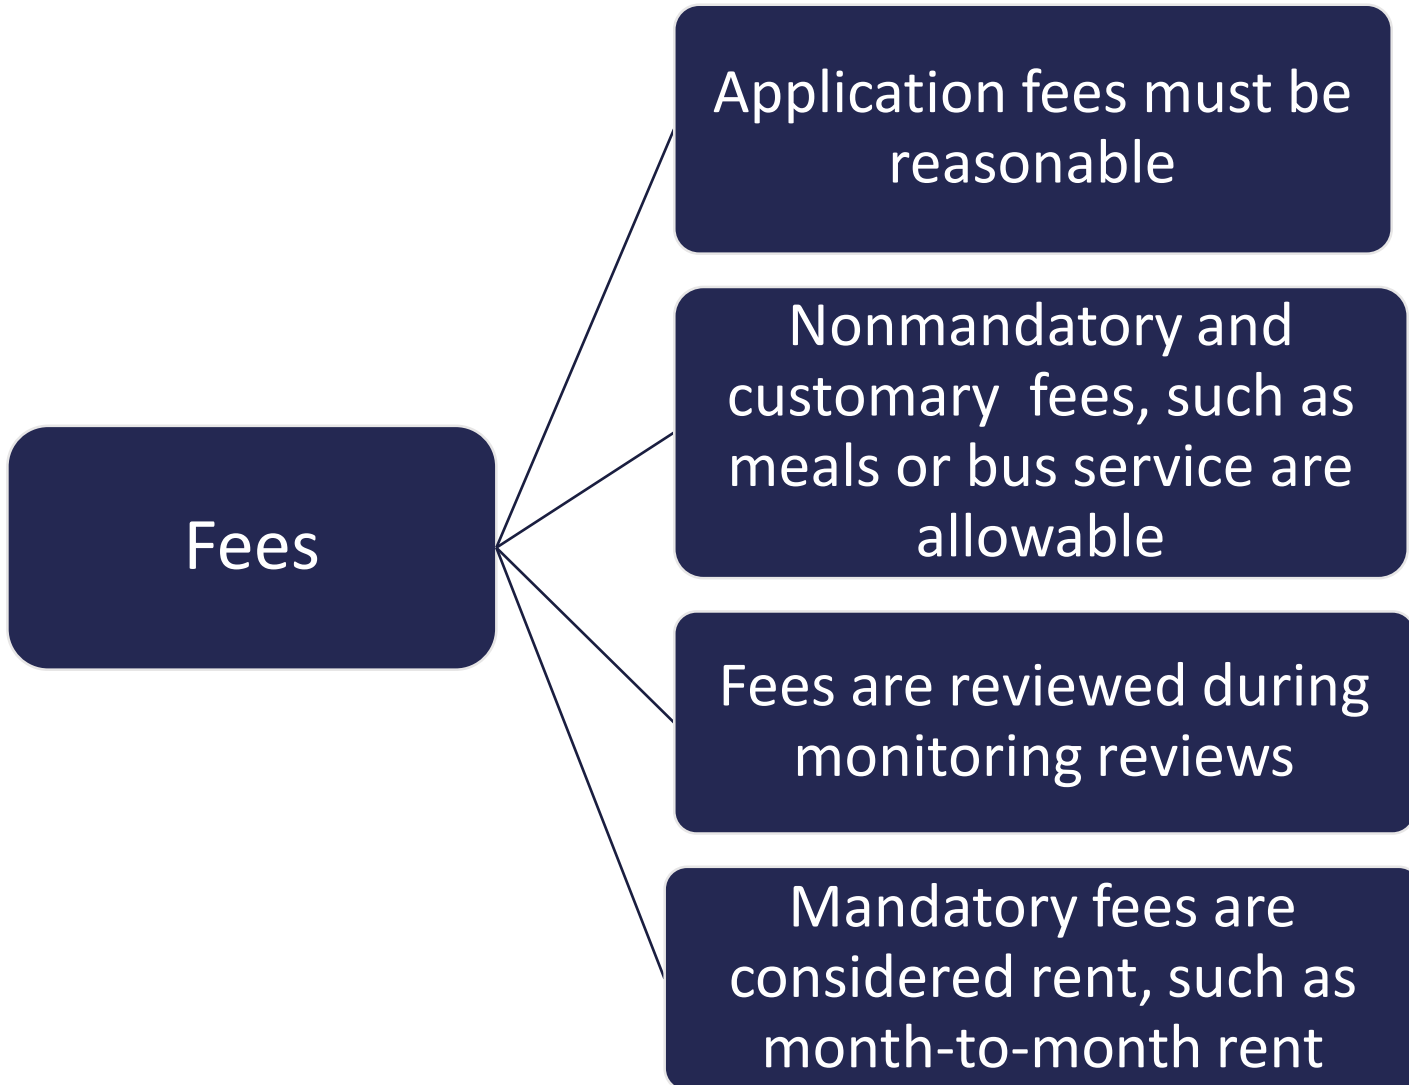 Fees
Application fees must be
reasonable
Nonmandatory and
customary  fees, such as
meals or bus service are
allowable
Fees are reviewed during
monitoring reviews
Mandatory fees are
considered rent, such as
month-to-month rent